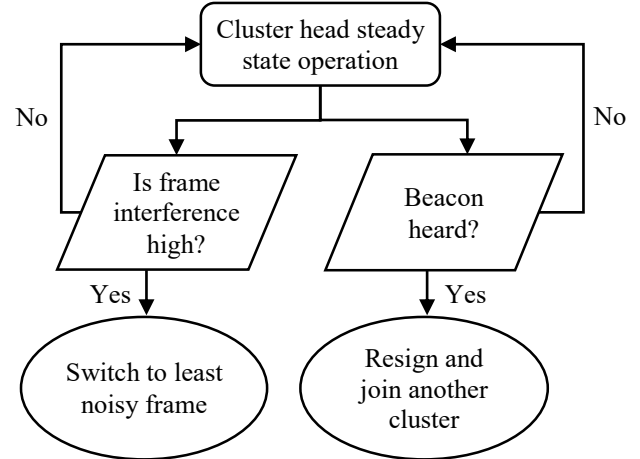 Cluster head steady
state operation
No
No
Is frame
interference
high?
Beacon
heard?
Yes
Yes
Switch to least
noisy frame
Resign and
join another
cluster